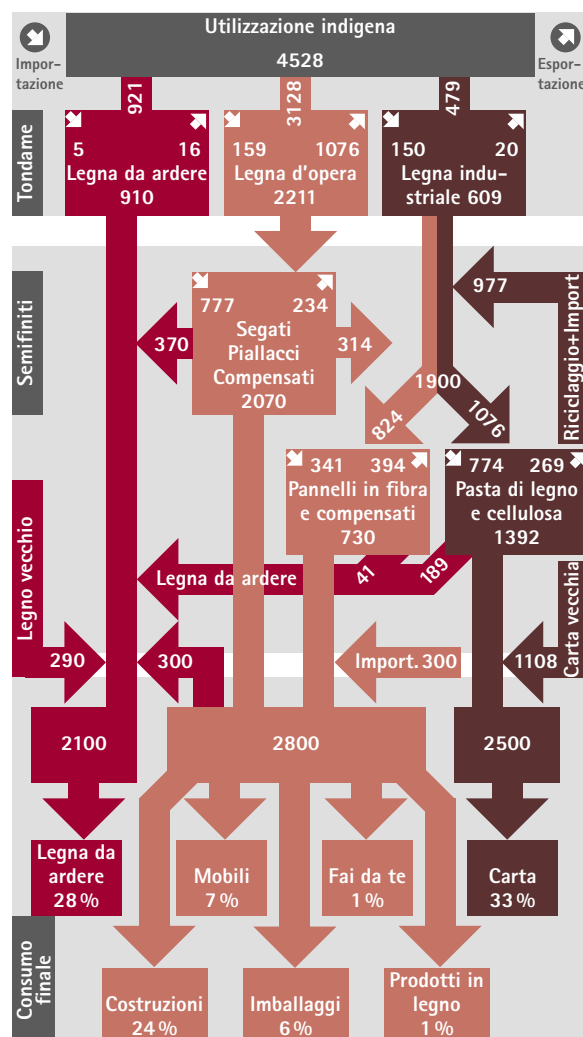 Utilizzazione indigena
4528
Impor-
tazione
Espor-
tazione
921
3128
479
Tondame
5 16
Legna da ardere
910
159 1076
Legna d'opera
2211
150 20
Legna indu-
striale 609
Semifiniti
777 234
Segati
Piallacci
Compensati
2070
370
314
977
Riciclaggio+Import
1900
824
1076
341 394
Pannelli in fibra
e compensati
730
774 269
Pasta di legno
e cellulosa
1392
Legno vecchio
Legna da ardere
41
189
Carta vecchia
290
300
Import. 300
1108
2100
2800
2500
Legna da
ardere
28 %
Mobili
7 %
Fai da te
1 %
Carta
33 %
Consumo
finale
Costruzioni
24 %
Imballaggi
6 %
Prodotti in
legno
1 %